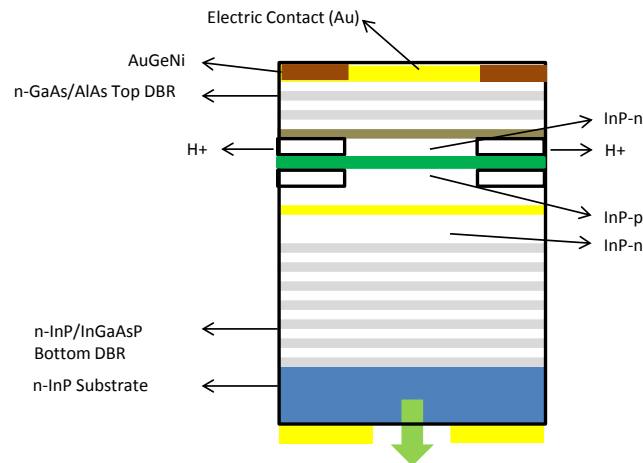 Electric Contact (Au)
AuGeNi
n-GaAs/AlAs Top DBR
InP-n
H+
H+
InP-p
InP-n
n-InP/InGaAsP
Bottom DBR
n-InP Substrate